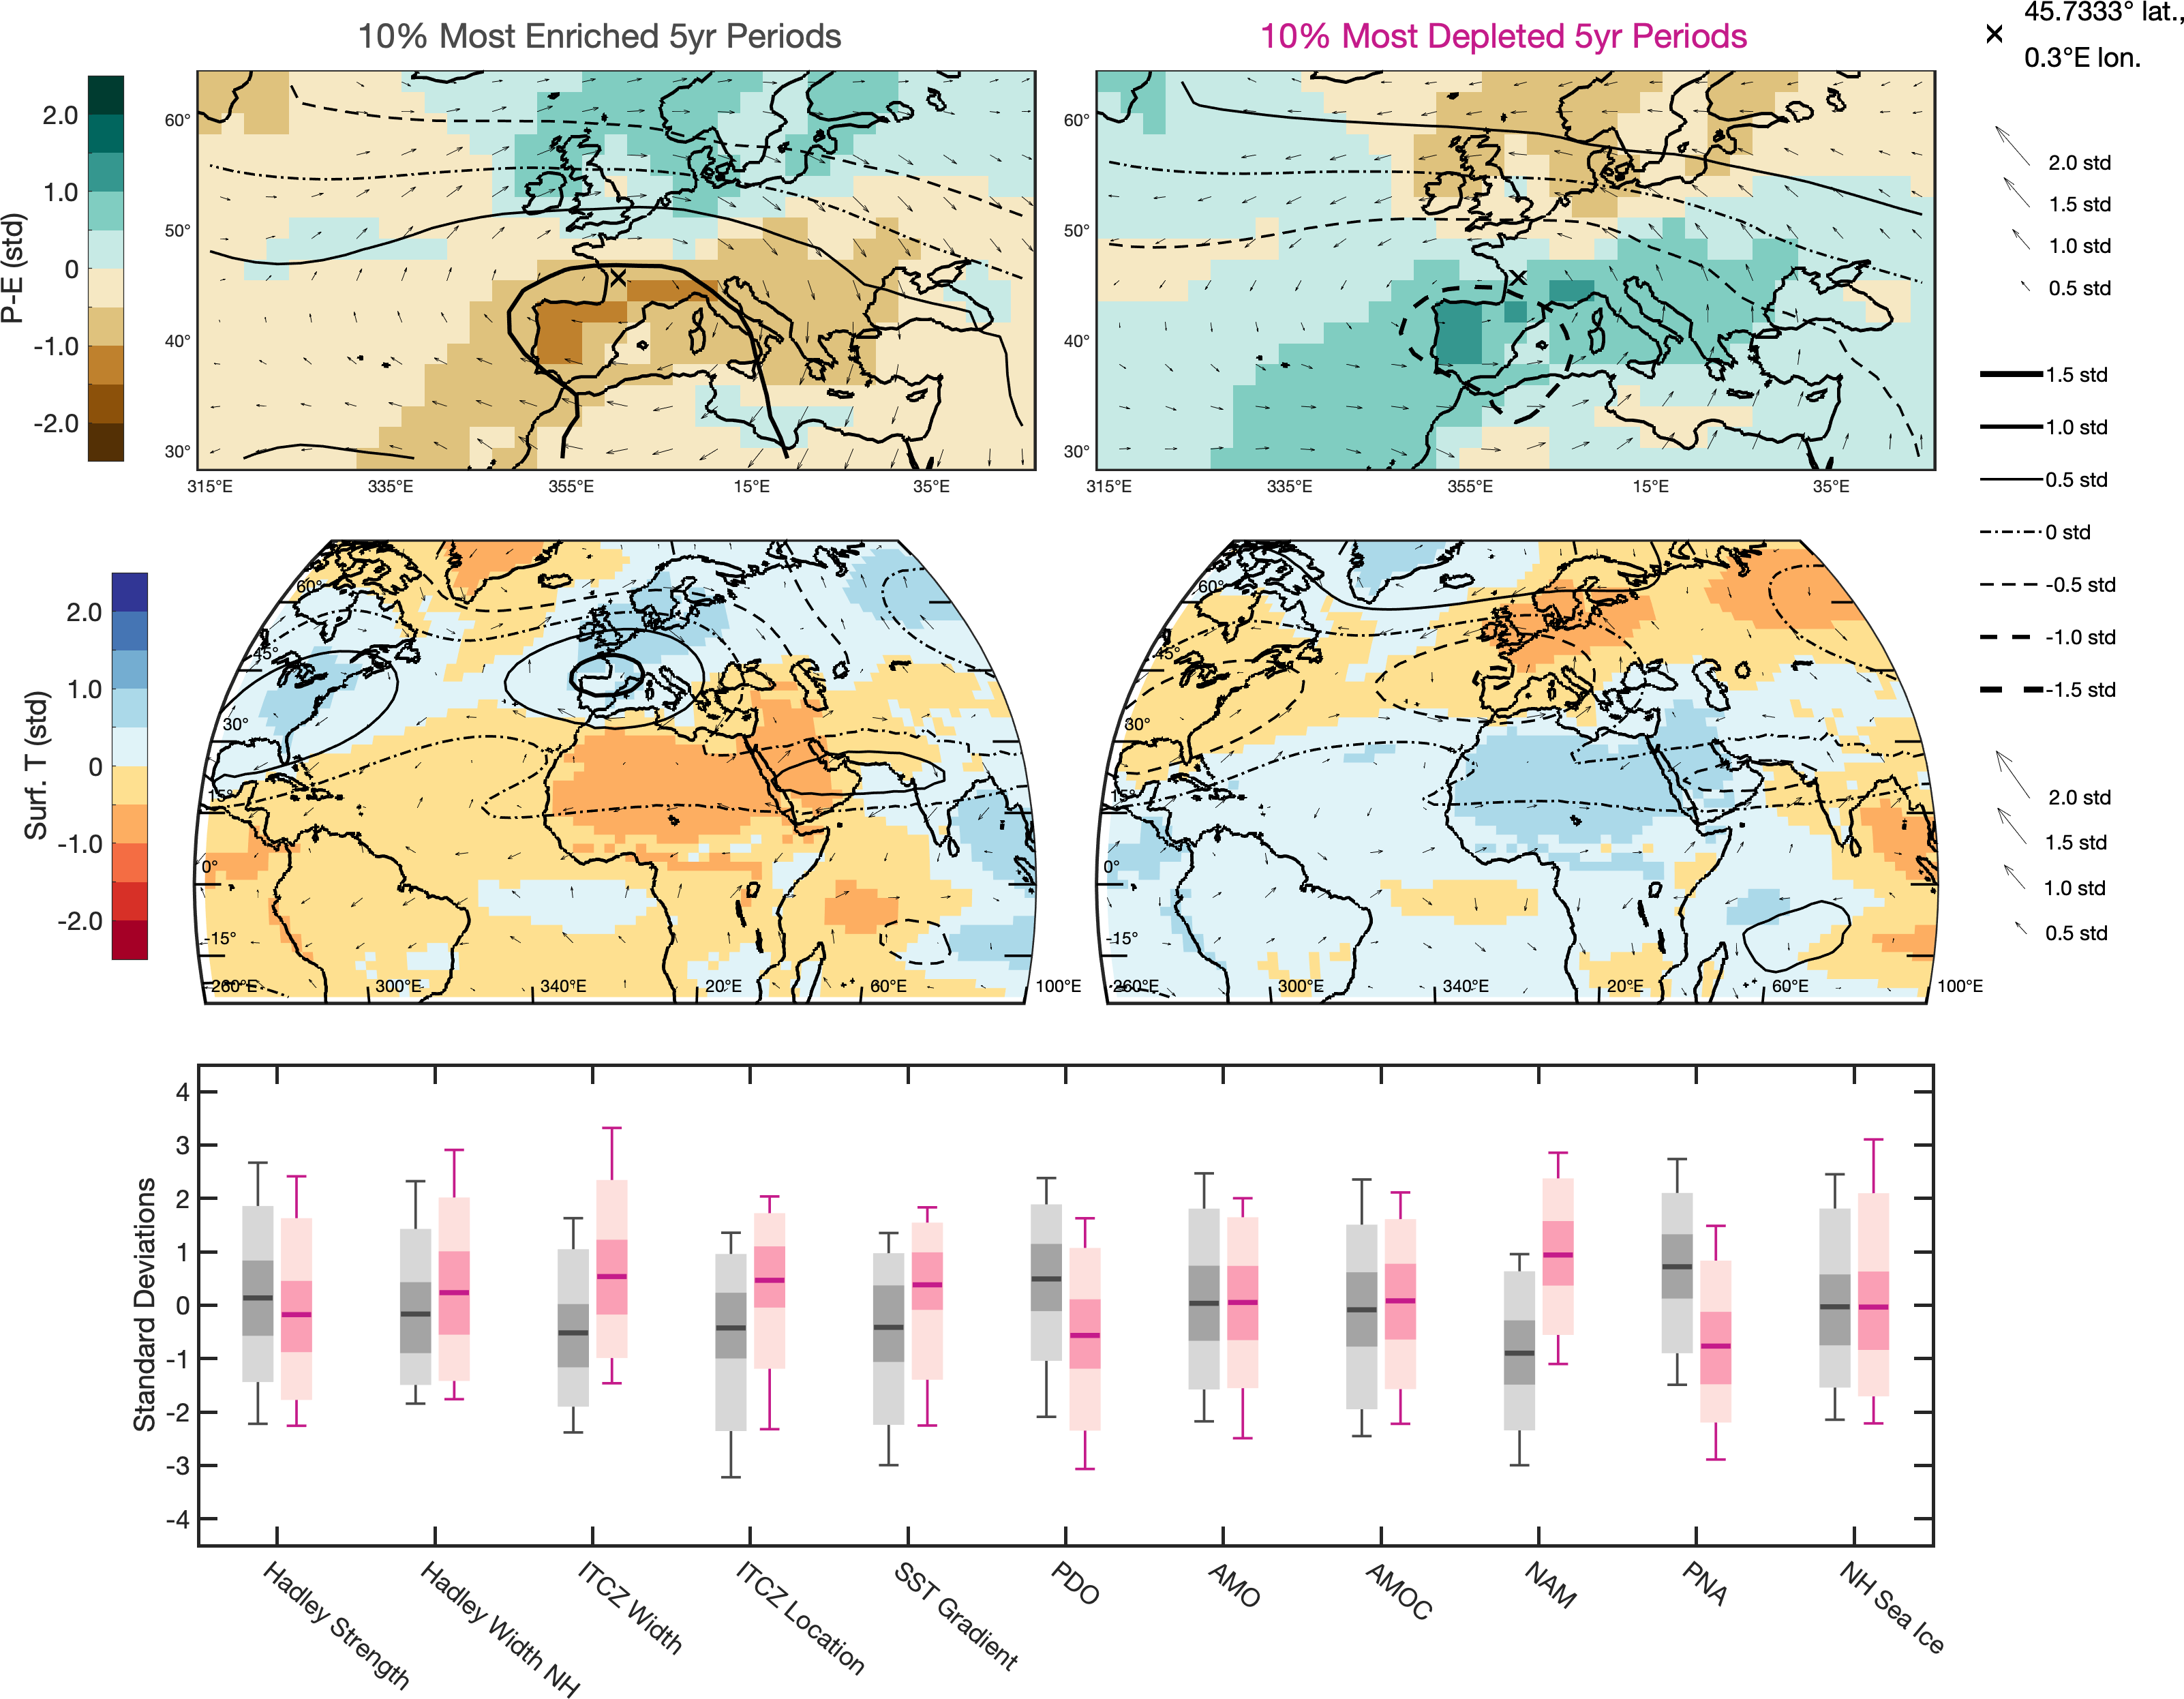 10% Most Enriched 5yr Periods
10% Most Depleted 5yr Periods
45.7333° lat.,
0.3°E lon.
P-E (std)
2.0
1.0
0
-1.0
-2.0
60°
50°
40°
30°
315°E 335°E 355°E 15°E 35°E
60°
50°
40°
30°
315°E 335°E 355°E 15°E 35°E
2.0 std
1.5 std
1.0 std
0.5 std
1.5 std
1.0 std
0.5 std
0 std
-0.5 std
-1.0 std
-1.5 std
Surf. T (std)
2.0
1.0
0
-1.0
-2.0
60°
45°
30°
15°
0°
-15°
260°E 300°E 340°E 20°E 60°E 100°E
60°
45°
30°
15°
0°
-15°
260°E 300°E 340°E 20°E 60°E 100°E
2.0 std
1.5 std
1.0 std
0.5 std
Standard Deviations
4
3
2
1
0
-1
-2
-3
-4
Hadley Strength
Hadley Width NH
ITCZ Width
ITCZ Location
SST Gradient
PDO
AMO
AMOC
NAM
PNA
NH Sea Ice